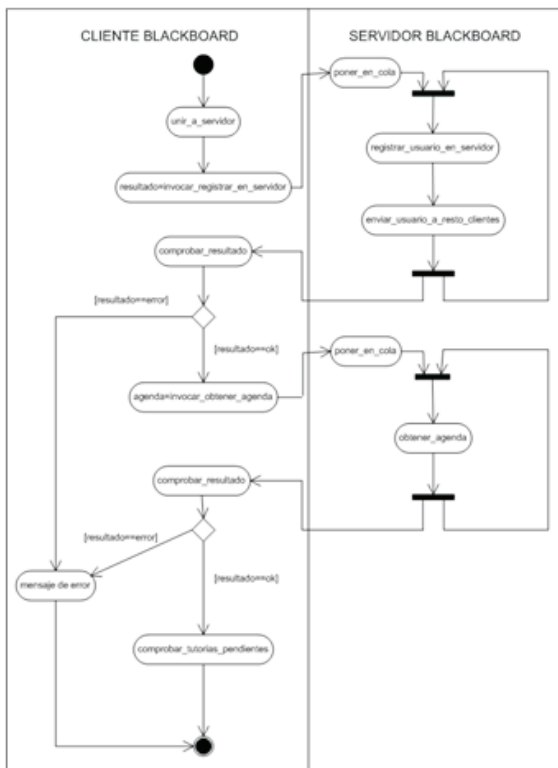 CLIENTE BLACKBOARD
SERVIDOR BLACKBOARD
poner_en_cola
unir_a_servidor
registrar_usuario_en_servidor
resultado=invocar_registrar_en_servidor
enviar_usuario_a_resto_clientes
comprobar_resultado
[resultado==error]
[resultado==ok]
poner_en_cola
agenda=invocar_obtener_agenda
obtener_agenda
comprobar_resultado
[resultado==error]
[resultado==ok]
mensaje de error
comprobar_tutorias_pendientes